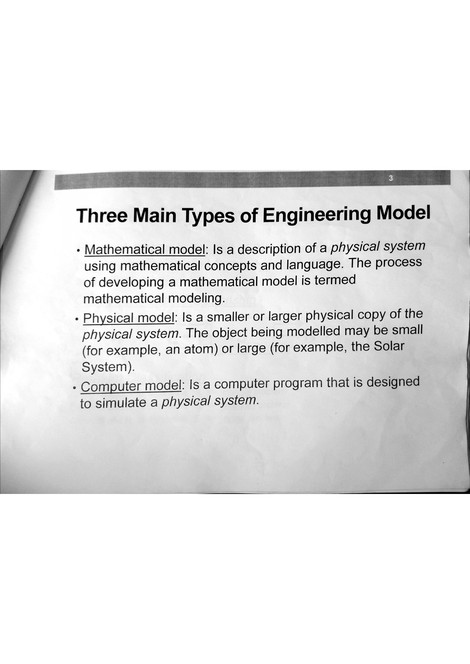 3
Three Main Types of Engineering Model
• Mathematical model: Is a description of a physical system
using mathematical concepts and language. The process
of developing a mathematical model is termed
mathematical modeling.
• Physical model: Is a smaller or larger physical copy of the
physical system. The object being modelled may be small
(for example, an atom) or large (for example, the Solar
System).
• Computer model: Is a computer program that is designed
to simulate a physical system.